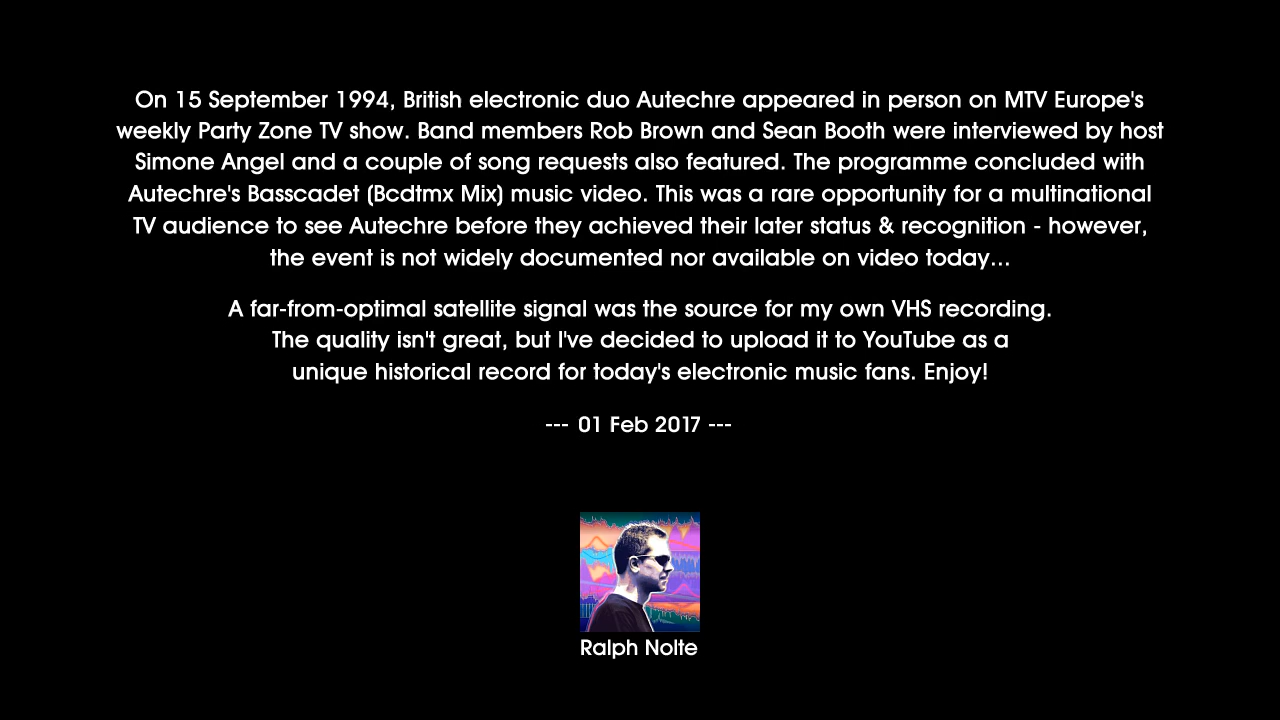 On 15 September 1994, British electronic duo Autechre appeared in person on MTV Europe's
weekly Party Zone TV show. Band members Rob Brown and Sean Booth were interviewed by host
Simone Angel and a couple of song requests also featured. The programme concluded with
Autechre's Basscadet (Bcdtmx Mix) music video. This was a rare opportunity for a multinational
TV audience to see Autechre before they achieved their later status & recognition - however,
the event is not widely documented nor available on video today...
A far-from-optimal satellite signal was the source for my own VHS recording.
The quality isn't great, but I've decided to upload it to YouTube as a
unique historical record for today's electronic music fans. Enjoy!
--- 01 Feb 2017 ---
Ralph Nolte